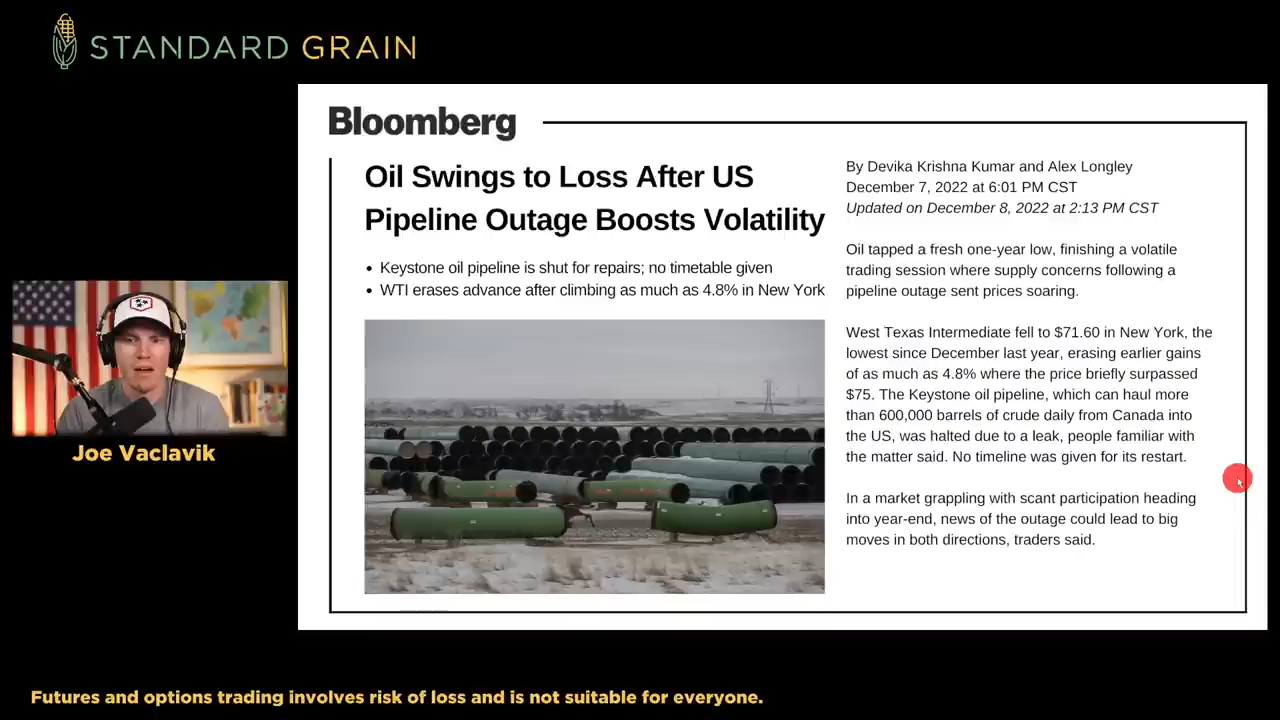 STANDARD GRAIN
Bloomberg
Oil Swings to Loss After US
Pipeline Outage Boosts Volatility
• Keystone oil pipeline is shut for repairs; no timetable given
• WTI erases advance after climbing as much as 4.8% in New York
By Devika Krishna Kumar and Alex Longley
December 7, 2022 at 6:01 PM CST
Updated on December 8, 2022 at 2:13 PM CST
Oil tapped a fresh one-year low, finishing a volatile
trading session where supply concerns following a
pipeline outage sent prices soaring.
West Texas Intermediate fell to $71.60 in New York, the
lowest since December last year, erasing earlier gains
of as much as 4.8% where the price briefly surpassed
$75. The Keystone oil pipeline, which can haul more
than 600,000 barrels of crude daily from Canada into
the US, was halted due to a leak, people familiar with
the matter said. No timeline was given for its restart.
In a market grappling with scant participation heading
into year-end, news of the outage could lead to big
moves in both directions, traders said.
Joe Vaclavik
Futures and options trading involves risk of loss and is not suitable for everyone.